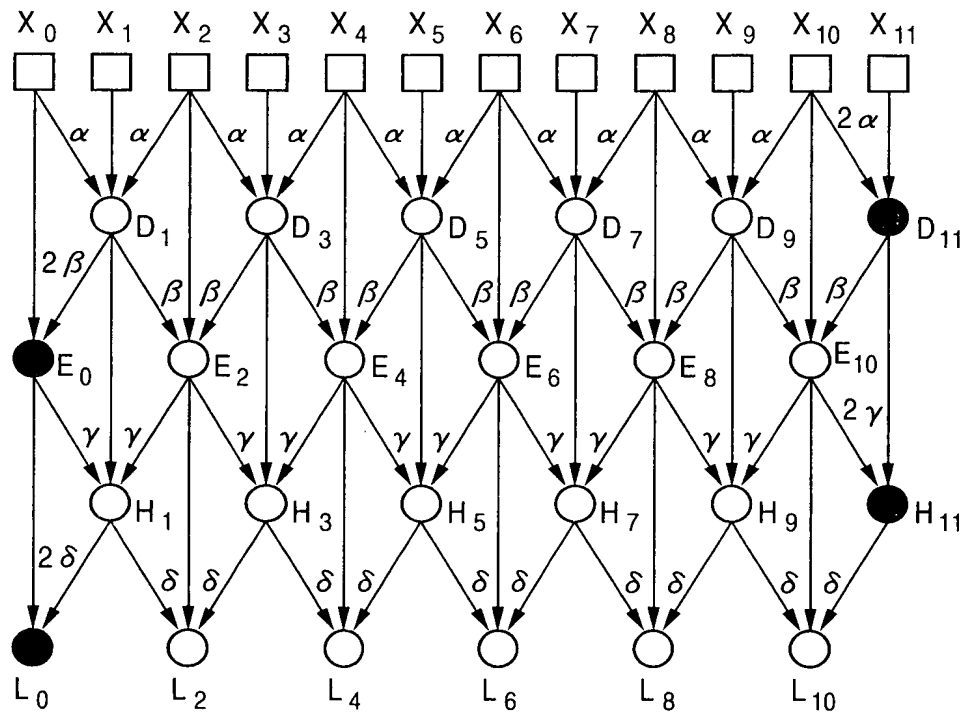 X₀ X₁ X₂ X₃ X₄ X₅ X₆ X₇ X₈ X₉ X₁₀ X₁₁
α α α α α α α α α α 2α
D₁ D₃ D₅ D₇ D₉ D₁₁
2β β β β β β β β β β β
E₀ E₂ E₄ E₆ E₈ E₁₀
γ γ γ γ γ γ γ γ γ γ 2γ
H₁ H₃ H₅ H₇ H₉ H₁₁
2δ δ δ δ δ δ δ δ δ δ δ
L₀ L₂ L₄ L₆ L₈ L₁₀